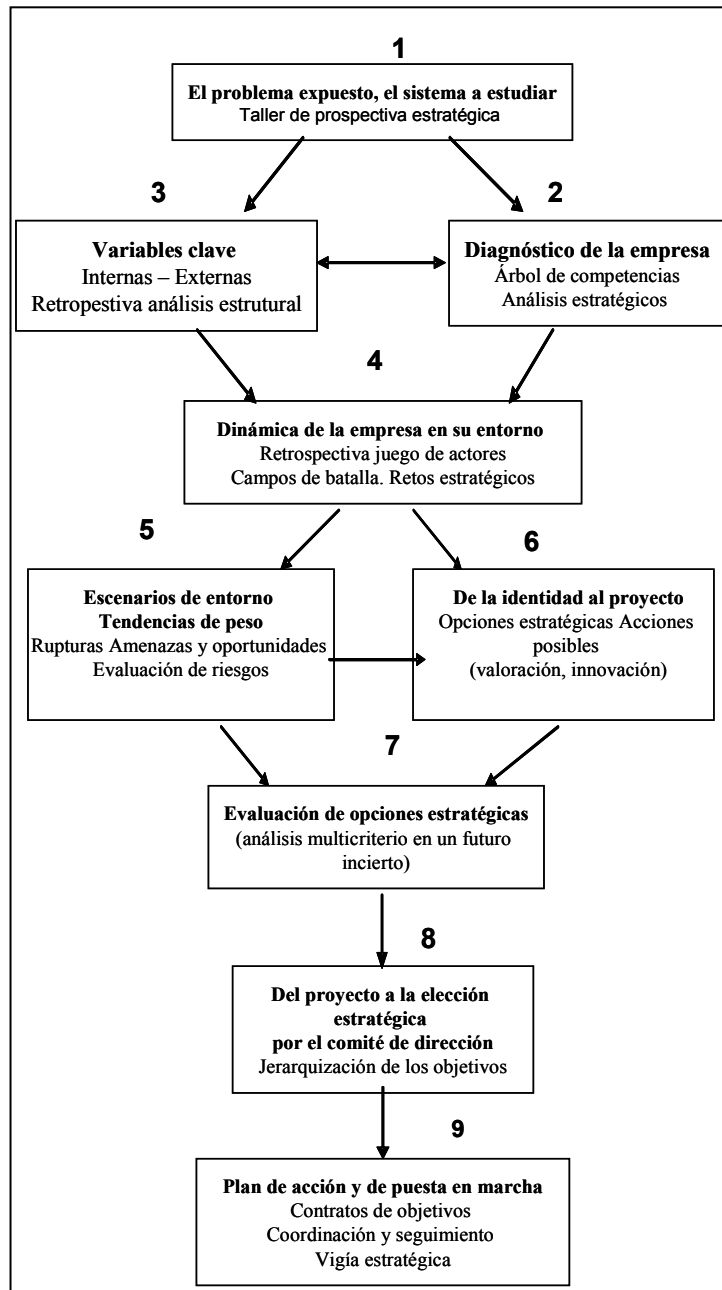 1
El problema expuesto, el sistema a estudiar
Taller de prospectiva estratégica
3
2
Variables clave
Internas – Externas
Retropestiva análisis estrutural
Diagnóstico de la empresa
Árbol de competencias
Análisis estratégicos
4
Dinámica de la empresa en su entorno
Retrospectiva juego de actores
Campos de batalla. Retos estratégicos
5
6
Escenarios de entorno
Tendencias de peso
Rupturas Amenazas y oportunidades
Evaluación de riesgos
De la identidad al proyecto
Opciones estratégicas Acciones
posibles
(valoración, innovación)
7
Evaluación de opciones estratégicas
(análisis multicriterio en un futuro
incierto)
8
Del proyecto a la elección
estratégica
por el comité de dirección
Jerarquización de los objetivos
9
Plan de acción y de puesta en marcha
Contratos de objetivos
Coordinación y seguimiento
Vigía estratégica